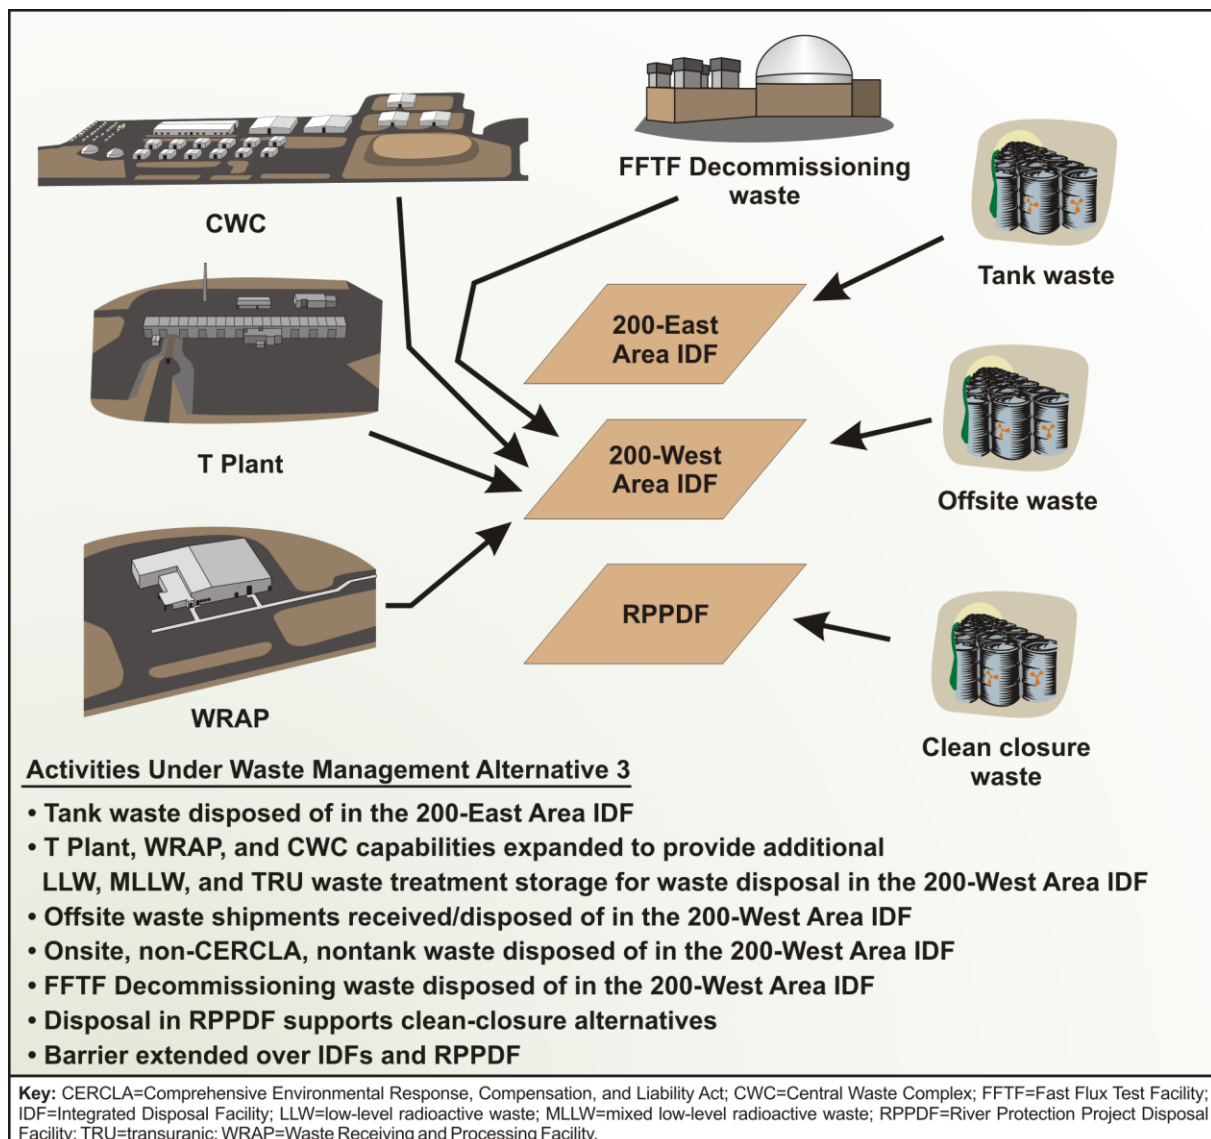 FFTF Decommissioning
waste
CWC
Tank waste
200-East
Area IDF
T Plant
200-West
Area IDF
Offsite waste
RPPDF
WRAP
Clean closure
waste
Activities Under Waste Management Alternative 3
• Tank waste disposed of in the 200-East Area IDF
• T Plant, WRAP, and CWC capabilities expanded to provide additional
LLW, MLLW, and TRU waste treatment storage for waste disposal in the 200-West Area IDF
• Offsite waste shipments received/disposed of in the 200-West Area IDF
• Onsite, non-CERCLA, nontank waste disposed of in the 200-West Area IDF
• FFTF Decommissioning waste disposed of in the 200-West Area IDF
• Disposal in RPPDF supports clean-closure alternatives
• Barrier extended over IDFs and RPPDF
Key: CERCLA=Comprehensive Environmental Response, Compensation, and Liability Act; CWC=Central Waste Complex; FFTF=Fast Flux Test Facility;
IDF=Integrated Disposal Facility; LLW=low-level radioactive waste; MLLW=mixed low-level radioactive waste; RPPDF=River Protection Project Disposal
Facility; TRU=transuranic; WRAP=Waste Receiving and Processing Facility.